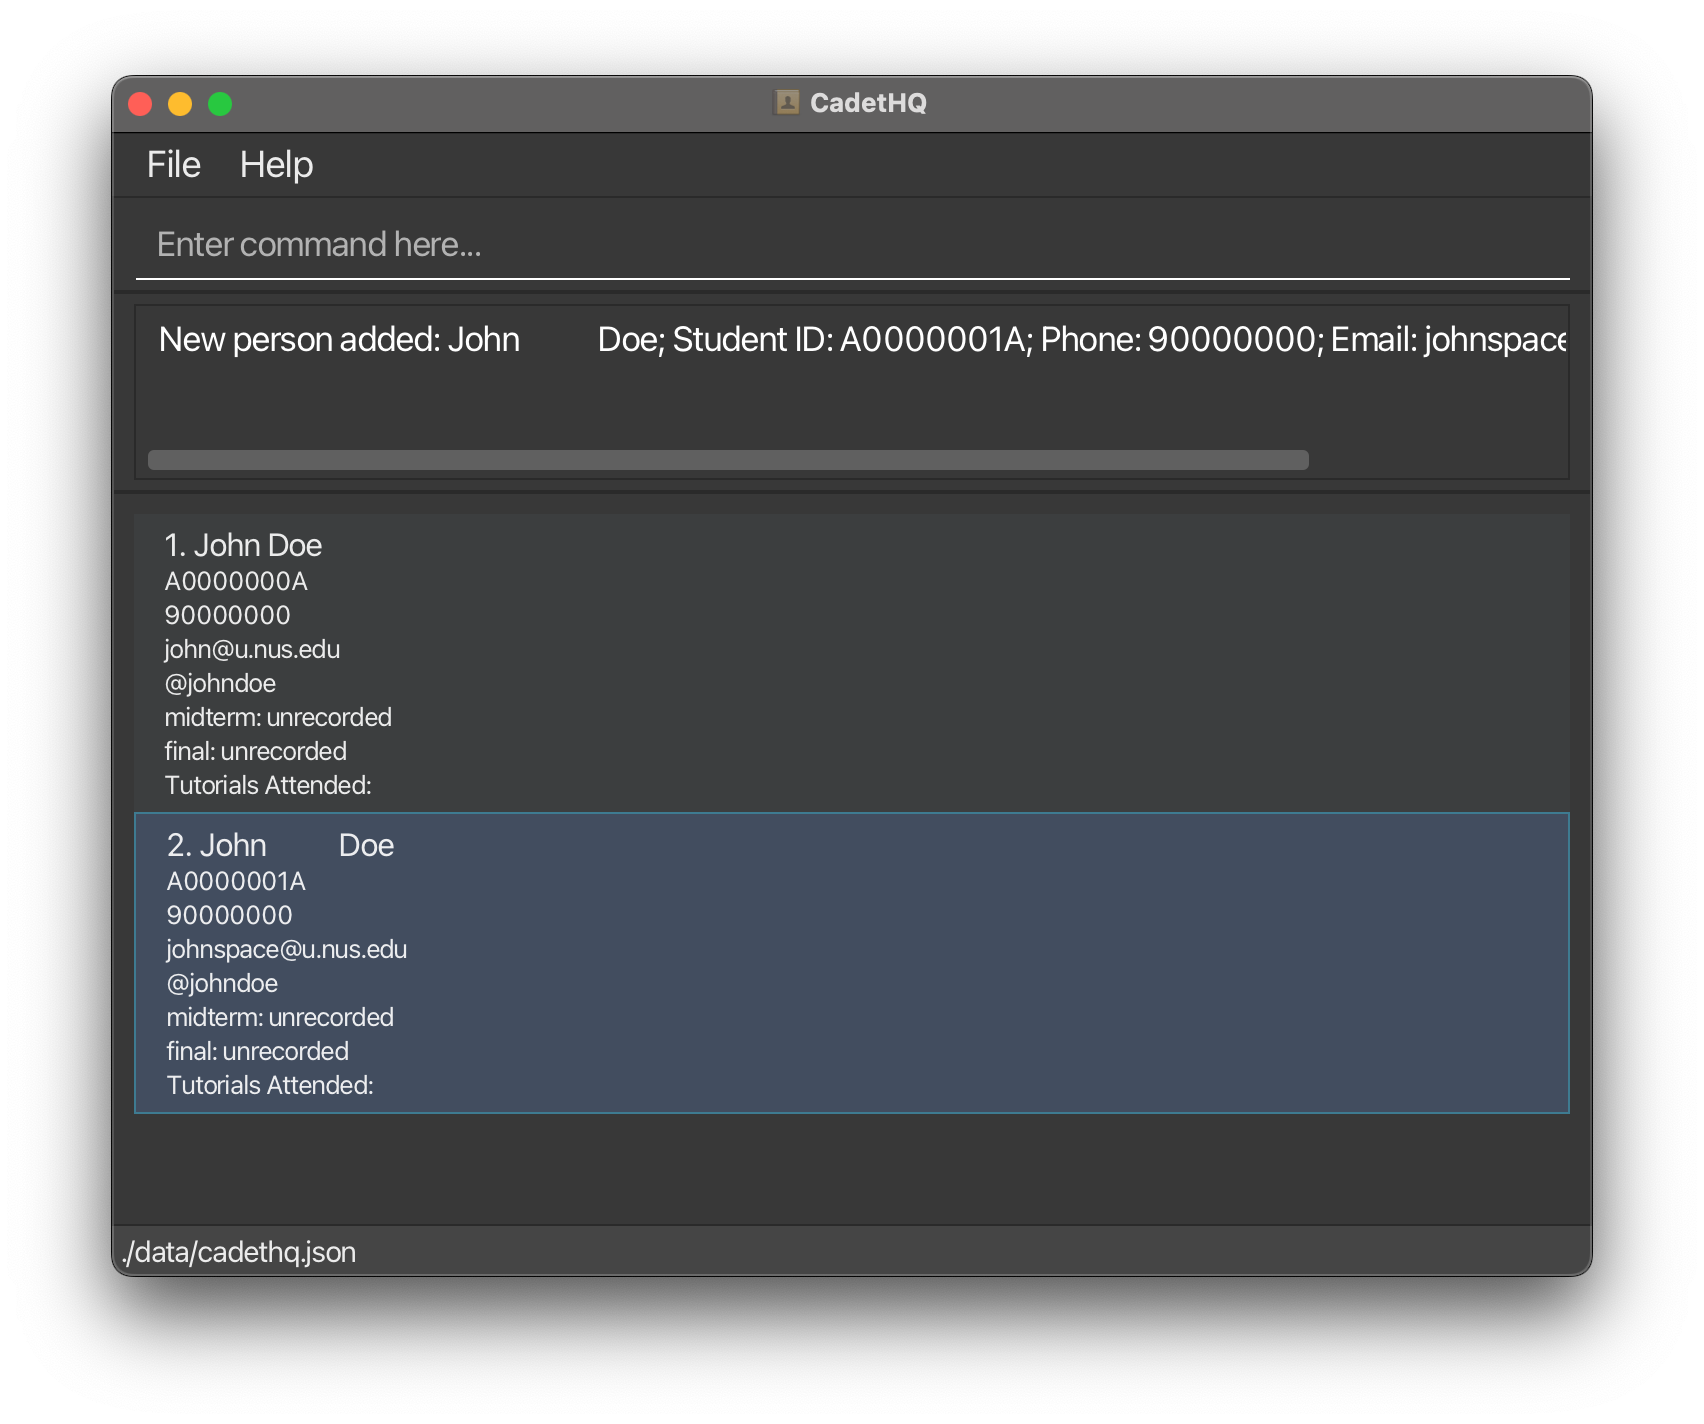 CadetHQ
File Help
Enter command here...
New person added: John          Doe; Student ID: A0000001A; Phone: 90000000; Email: johnspace
1. John Doe
A0000000A
90000000
john@u.nus.edu
@johndoe
midterm: unrecorded
final: unrecorded
Tutorials Attended:
2. John          Doe
A0000001A
90000000
johnspace@u.nus.edu
@johndoe
midterm: unrecorded
final: unrecorded
Tutorials Attended:
./data/cadethq.json